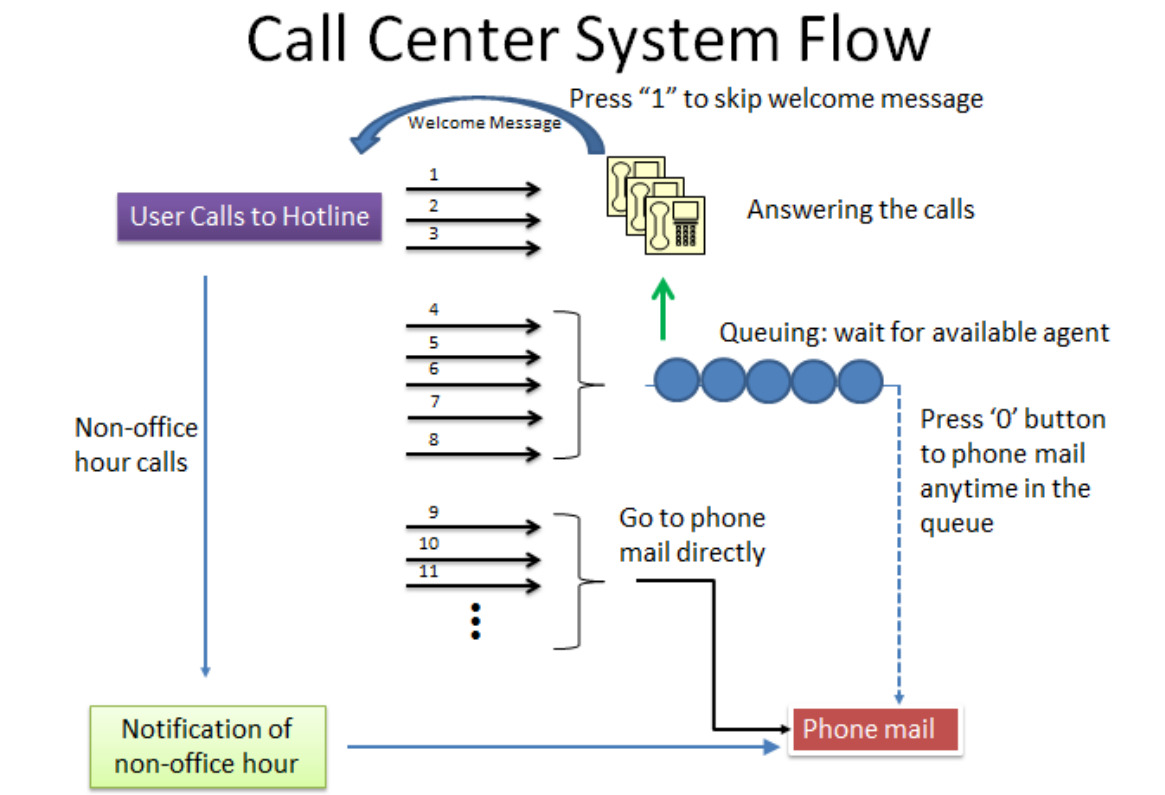 Call Center System Flow
Press “1” to skip welcome message
Welcome Message
1
2
3
User Calls to Hotline
Answering the calls
4
5
6
7
8
Queuing: wait for available agent
Press ‘0’ button
to phone mail
anytime in the
queue
Non-office
hour calls
9
10
11
Go to phone
mail directly
Notification of
non-office hour
Phone mail